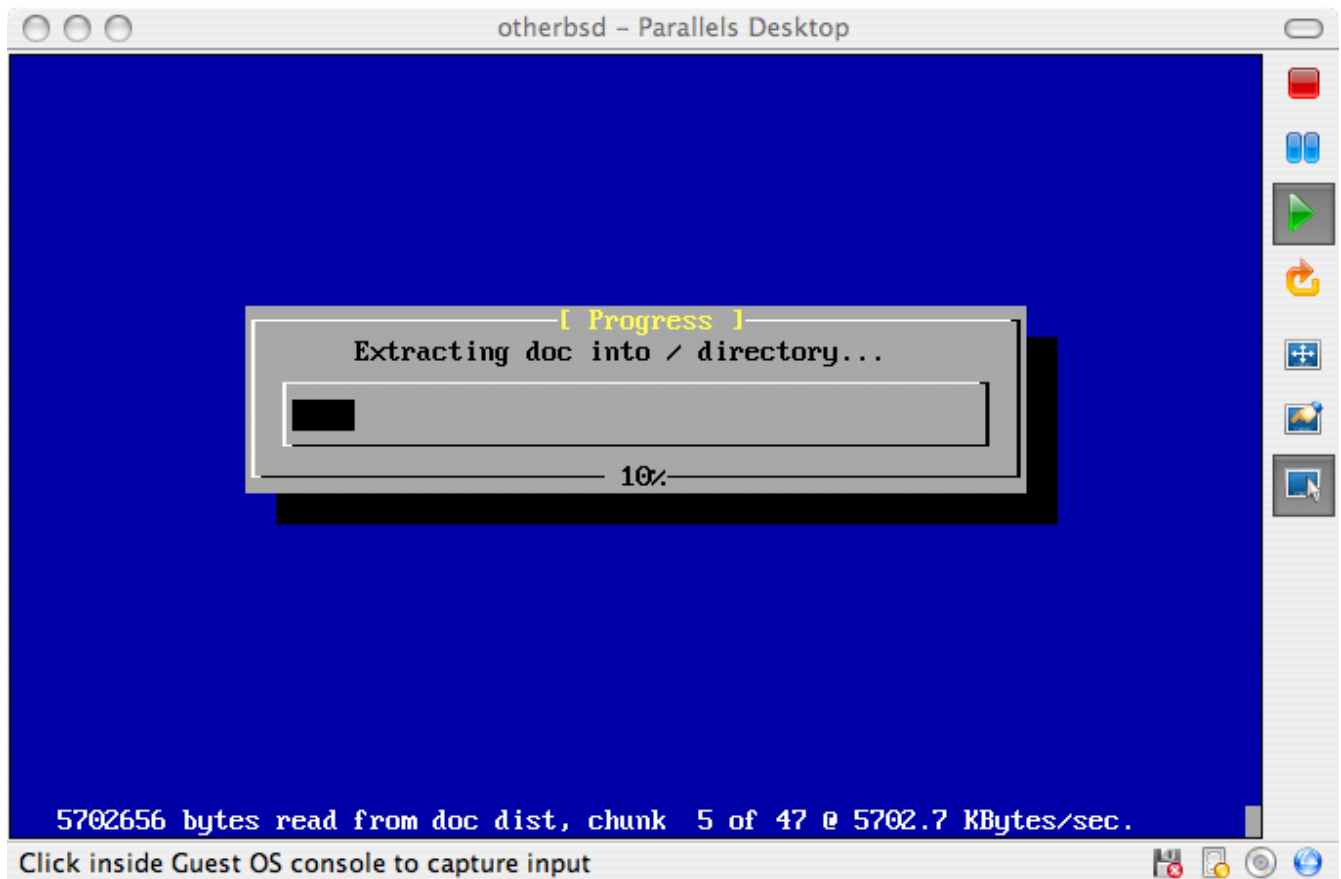 otherbsd – Parallels Desktop
[ Progress ]
Extracting doc into / directory...
10%
5702656 bytes read from doc dist, chunk  5 of 47 @ 5702.7 KBytes/sec.
Click inside Guest OS console to capture input